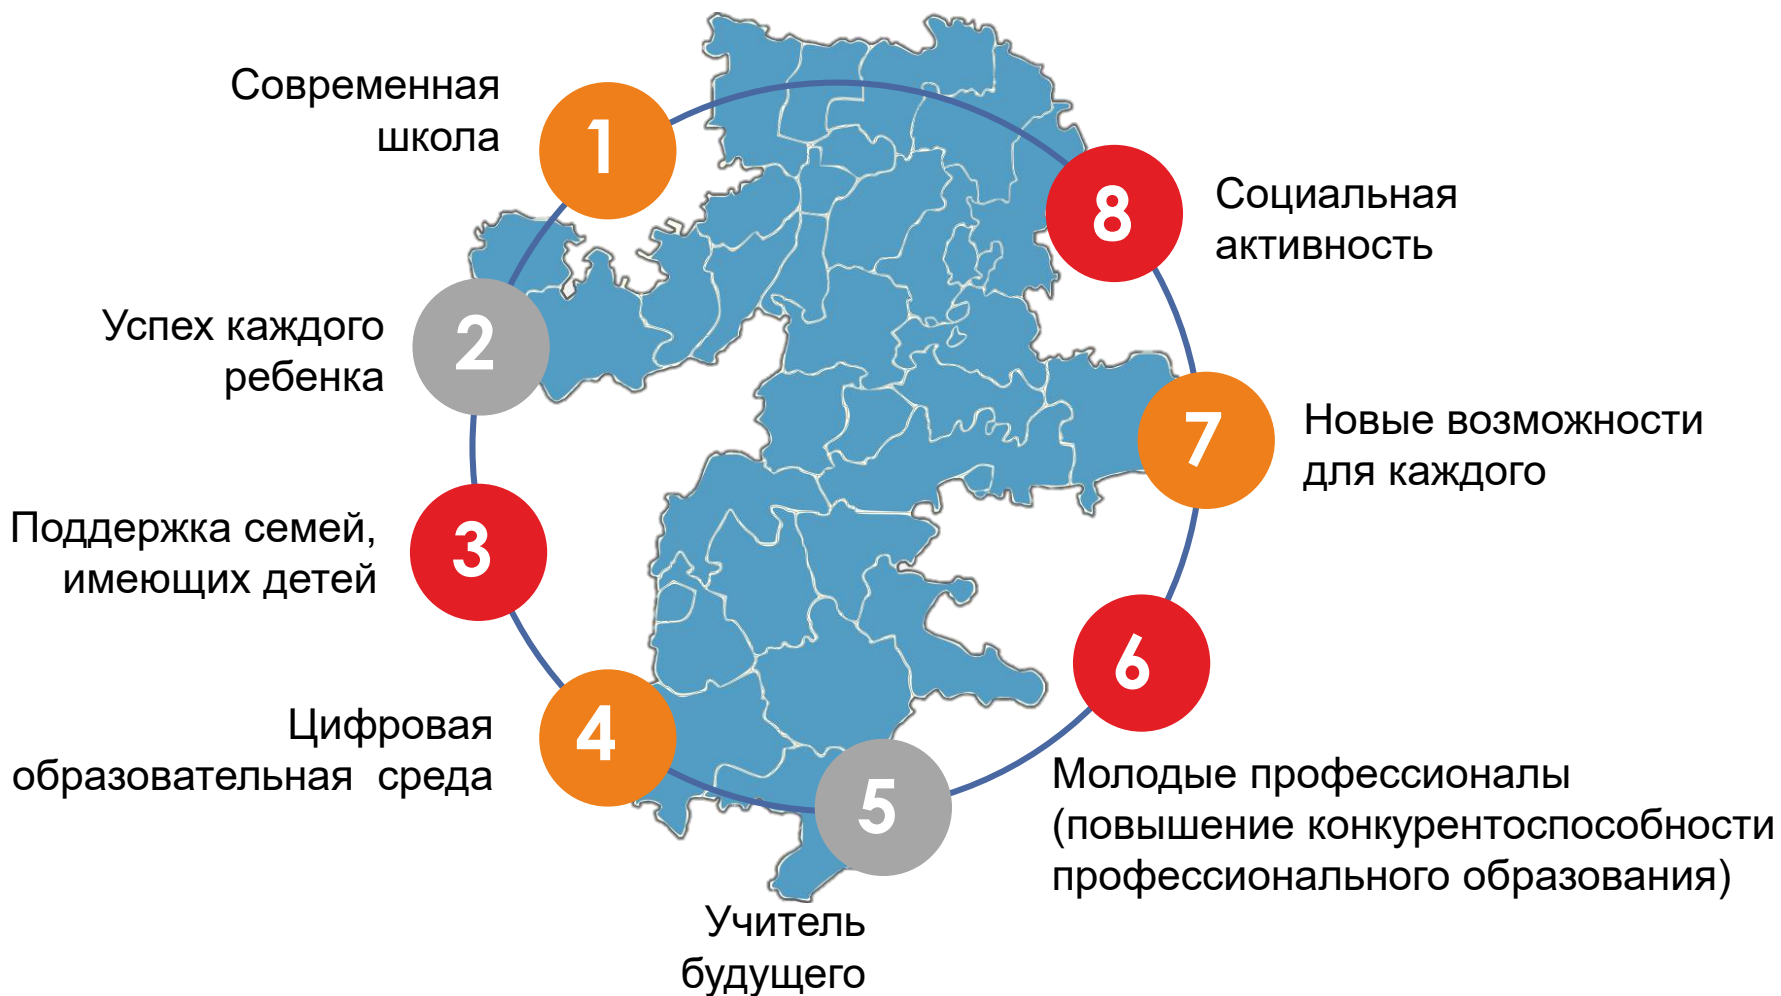 1
Современная
школа
2
Успех каждого
ребенка
3
Поддержка семей,
имеющих детей
4
Цифровая
образовательная  среда
5
Учитель
будущего
6
Молодые профессионалы
(повышение конкурентоспособности
профессионального образования)
7
Новые возможности
для каждого
8
Социальная
активность